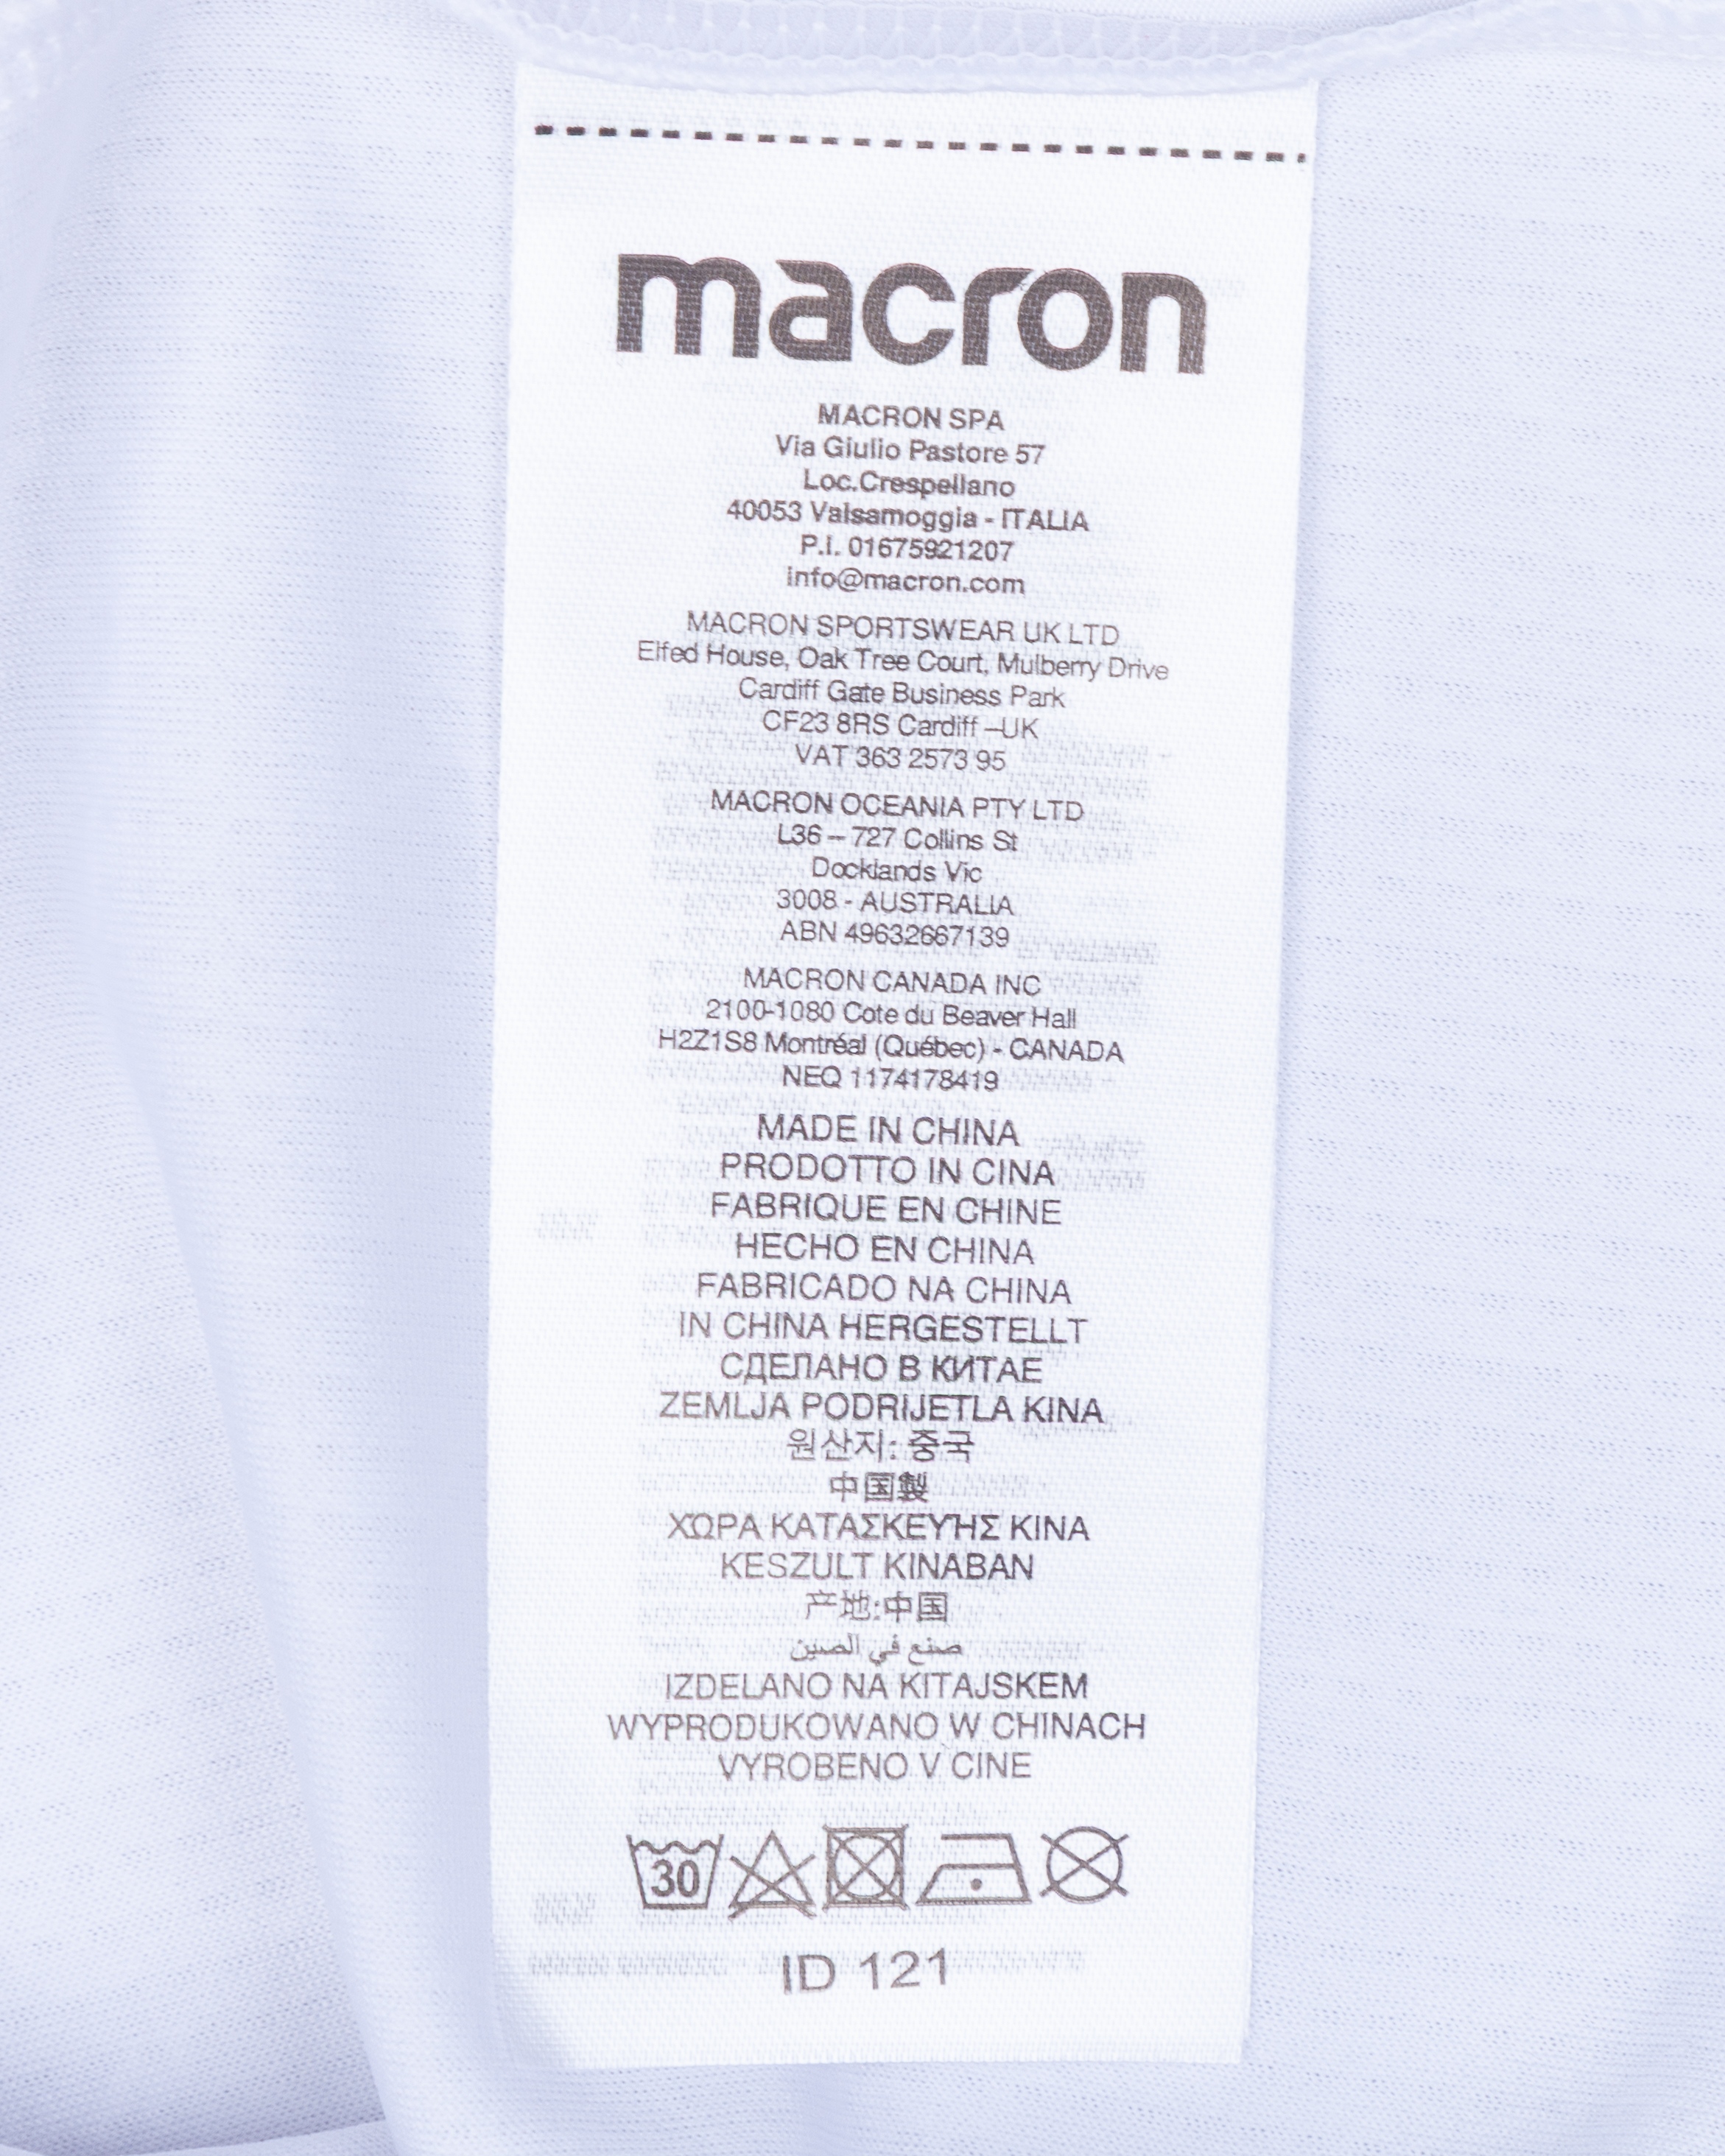 macron
MACRON SPA
Via Giulio Pastore 57
Loc.Crespellano
40053 Valsamoggia - ITALIA
P.I. 01675921207
info@macron.com
MACRON SPORTSWEAR UK LTD
Elfed House, Oak Tree Court, Mulberry Drive
Cardiff Gate Business Park
CF23 8RS Cardiff –UK
VAT 363 2573 95
MACRON OCEANIA PTY LTD
L36 – 727 Collins St
Docklands Vic
3008 - AUSTRALIA
ABN 49632667139
MACRON CANADA INC
2100-1080 Cote du Beaver Hall
H2Z1S8 Montréal (Québec) - CANADA
NEQ 1174178419
MADE IN CHINA
PRODOTTO IN CINA
FABRIQUE EN CHINE
HECHO EN CHINA
FABRICADO NA CHINA
IN CHINA HERGESTELLT
СДЕЛАНО В КИТАЕ
ZEMLJA PODRIJETLA KINA
원산지: 중국
中国製
ΧΏΡΑ ΚΑΤΑΣΚΕΥΉΣ ΚΙΝΑ
KESZULT KINABAN
产地:中国
صنع في الصين
IZDELANO NA KITAJSKEM
WYPRODUKOWANO W CHINACH
VYROBENO V CINE
30
ID 121